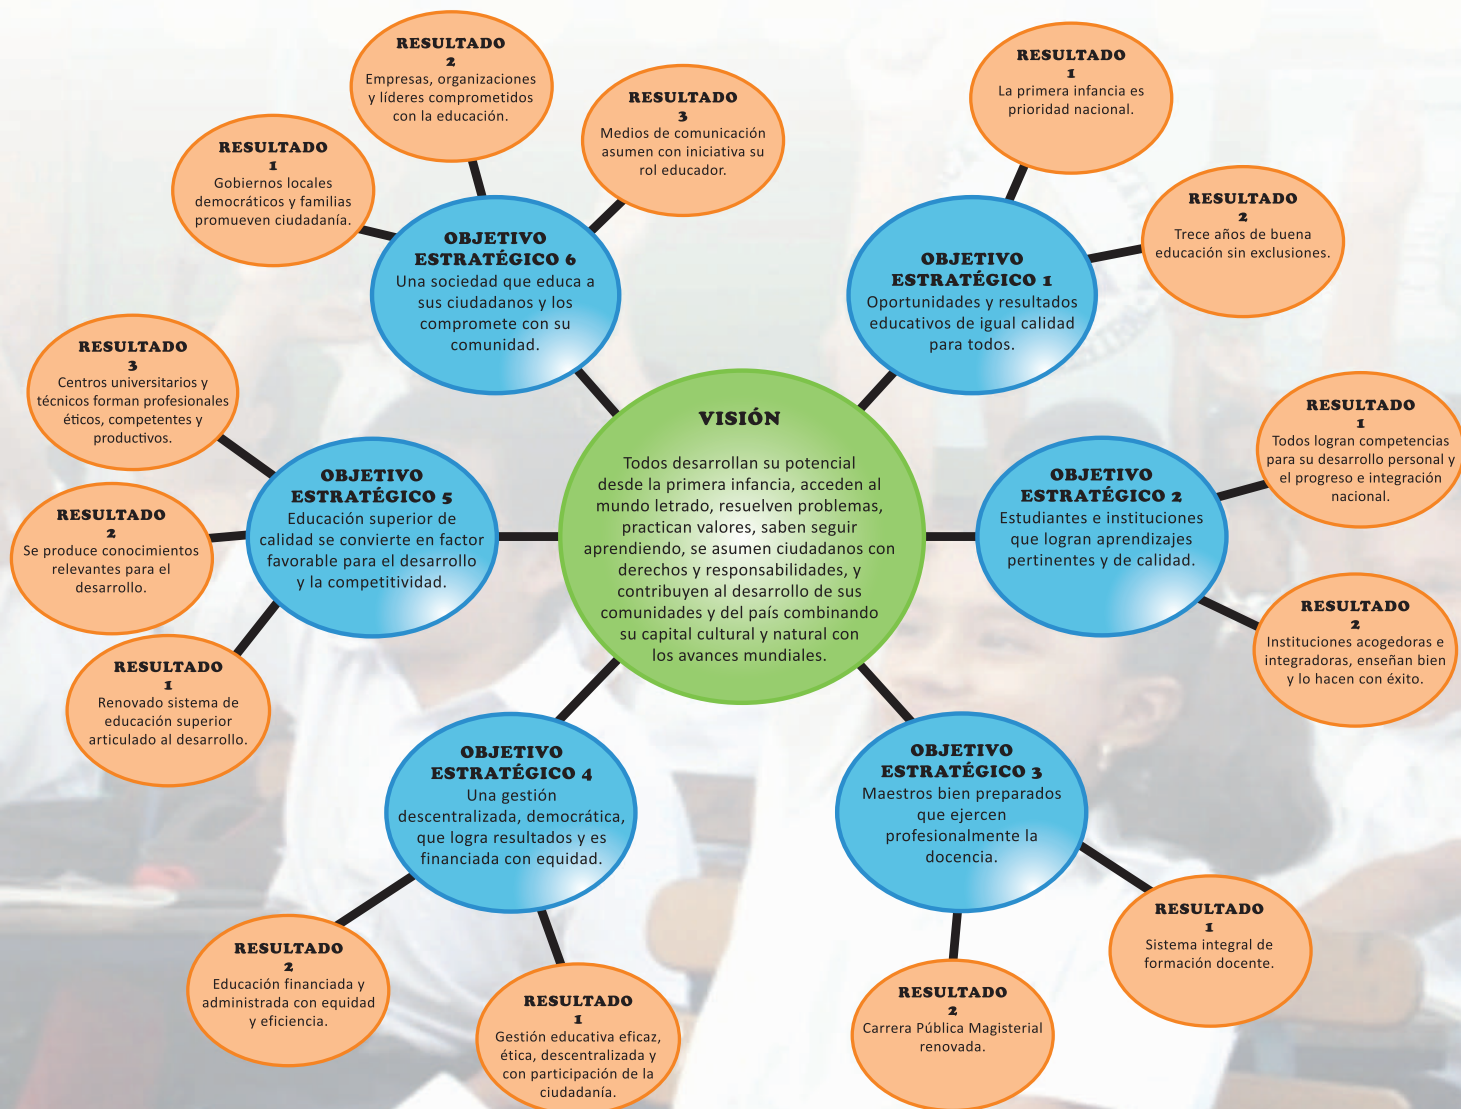 VISIÓN
Todos desarrollan su potencial
desde la primera infancia, acceden al
mundo letrado, resuelven problemas,
practican valores, saben seguir
aprendiendo, se asumen ciudadanos con
derechos y responsabilidades, y
contribuyen al desarrollo de sus
comunidades y del país combinando
su capital cultural y natural con
los avances mundiales.
OBJETIVO
ESTRATÉGICO 1
Oportunidades y resultados
educativos de igual calidad
para todos.
RESULTADO
1
La primera infancia es
prioridad nacional.
RESULTADO
2
Trece años de buena
educación sin exclusiones.
OBJETIVO
ESTRATÉGICO 2
Estudiantes e instituciones
que logran aprendizajes
pertinentes y de calidad.
RESULTADO
1
Todos logran competencias
para su desarrollo personal y
el progreso e integración
nacional.
RESULTADO
2
Instituciones acogedoras e
integradoras, enseñan bien
y lo hacen con éxito.
OBJETIVO
ESTRATÉGICO 3
Maestros bien preparados
que ejercen
profesionalmente la
docencia.
RESULTADO
1
Sistema integral de
formación docente.
RESULTADO
2
Carrera Pública Magisterial
renovada.
OBJETIVO
ESTRATÉGICO 4
Una gestión
descentralizada, democrática,
que logra resultados y es
financiada con equidad.
RESULTADO
1
Gestión educativa eficaz,
ética, descentralizada y
con participación de la
ciudadanía.
RESULTADO
2
Educación financiada y
administrada con equidad
y eficiencia.
OBJETIVO
ESTRATÉGICO 5
Educación superior de
calidad se convierte en factor
favorable para el desarrollo
y la competitividad.
RESULTADO
1
Renovado sistema de
educación superior
articulado al desarrollo.
RESULTADO
2
Se produce conocimientos
relevantes para el
desarrollo.
RESULTADO
3
Centros universitarios y
técnicos forman profesionales
éticos, competentes y
productivos.
OBJETIVO
ESTRATÉGICO 6
Una sociedad que educa a
sus ciudadanos y los
compromete con su
comunidad.
RESULTADO
1
Gobiernos locales
democráticos y familias
promueven ciudadanía.
RESULTADO
2
Empresas, organizaciones
y líderes comprometidos
con la educación.
RESULTADO
3
Medios de comunicación
asumen con iniciativa su
rol educador.